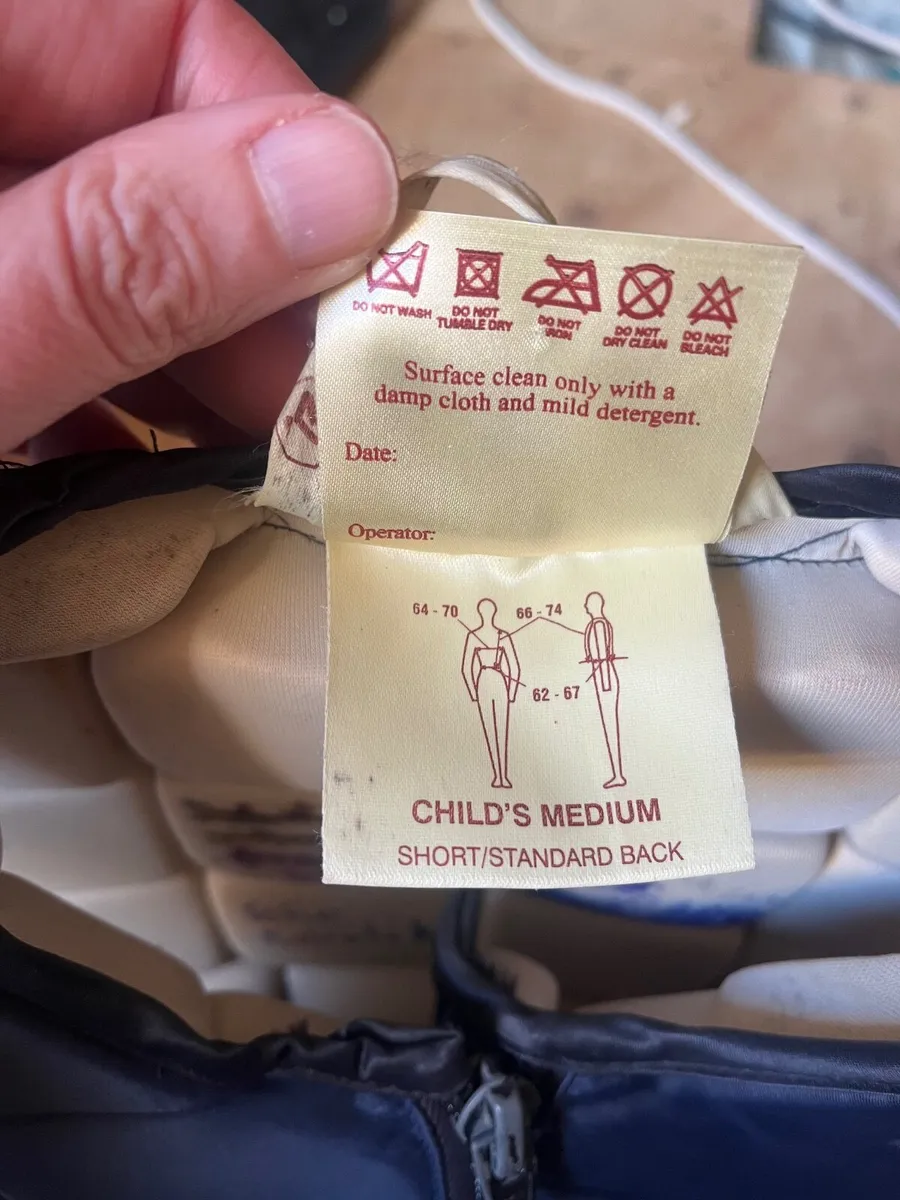 DO NOT WASH
DO NOT TUMBLE DRY
DO NOT IRON
DO NOT DRY CLEAN
DO NOT BLEACH
Surface clean only with a
damp cloth and mild detergent.
Date:
Operator:
64 - 70
66 - 74
62 - 67
CHILD'S MEDIUM
SHORT/STANDARD BACK